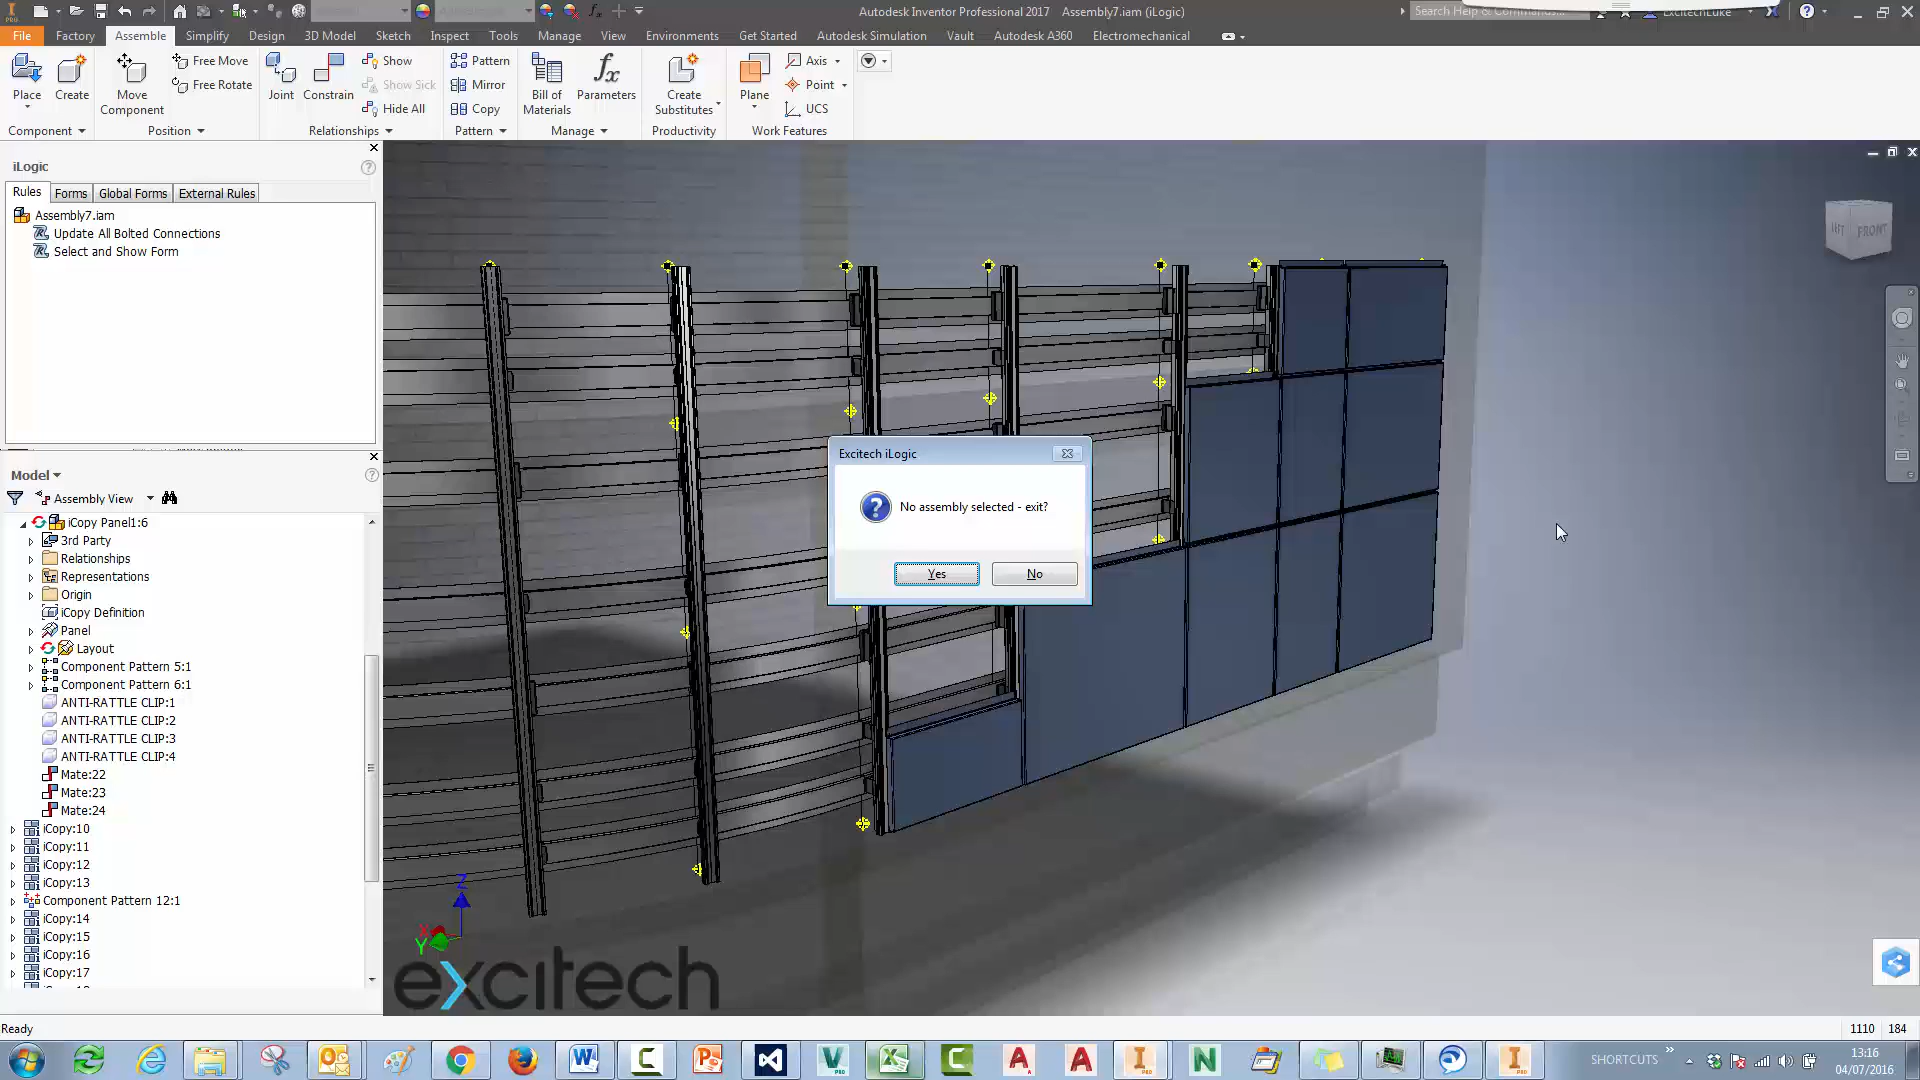 Autodesk Inventor Professional 2017 Assembly7.iam (iLogic)
Search Help & Commands...
ExcitechLuke
File Factory Assemble Simplify Design 3D Model Sketch Inspect Tools Manage View Environments Get Started Autodesk Simulation Vault Autodesk A360 Electromechanical
Place
Create
Move
Component
Free Move
Free Rotate
Joint
Constrain
Show
Show Sick
Hide All
Pattern
Mirror
Copy
Bill of
Materials
Parameters
Create
Substitutes
Plane
Axis
Point
UCS
Component Position Relationships Pattern Manage Productivity Work Features
iLogic
Rules Forms Global Forms External Rules
Assembly7.iam
Update All Bolted Connections
Select and Show Form
Model
Assembly View
iCopy Panel1:6
3rd Party
Relationships
Representations
Origin
iCopy Definition
Panel
Layout
Component Pattern 5:1
Component Pattern 6:1
ANTI-RATTLE CLIP:1
ANTI-RATTLE CLIP:2
ANTI-RATTLE CLIP:3
ANTI-RATTLE CLIP:4
Mate:22
Mate:23
Mate:24
iCopy:10
iCopy:11
iCopy:12
iCopy:13
Component Pattern 12:1
iCopy:14
iCopy:15
iCopy:16
iCopy:17
LEFT FRONT
Excitech iLogic
No assembly selected - exit?
Yes No
Z
X
Y
excitech
Ready
1110 184
SHORTCUTS
13:16
04/07/2016